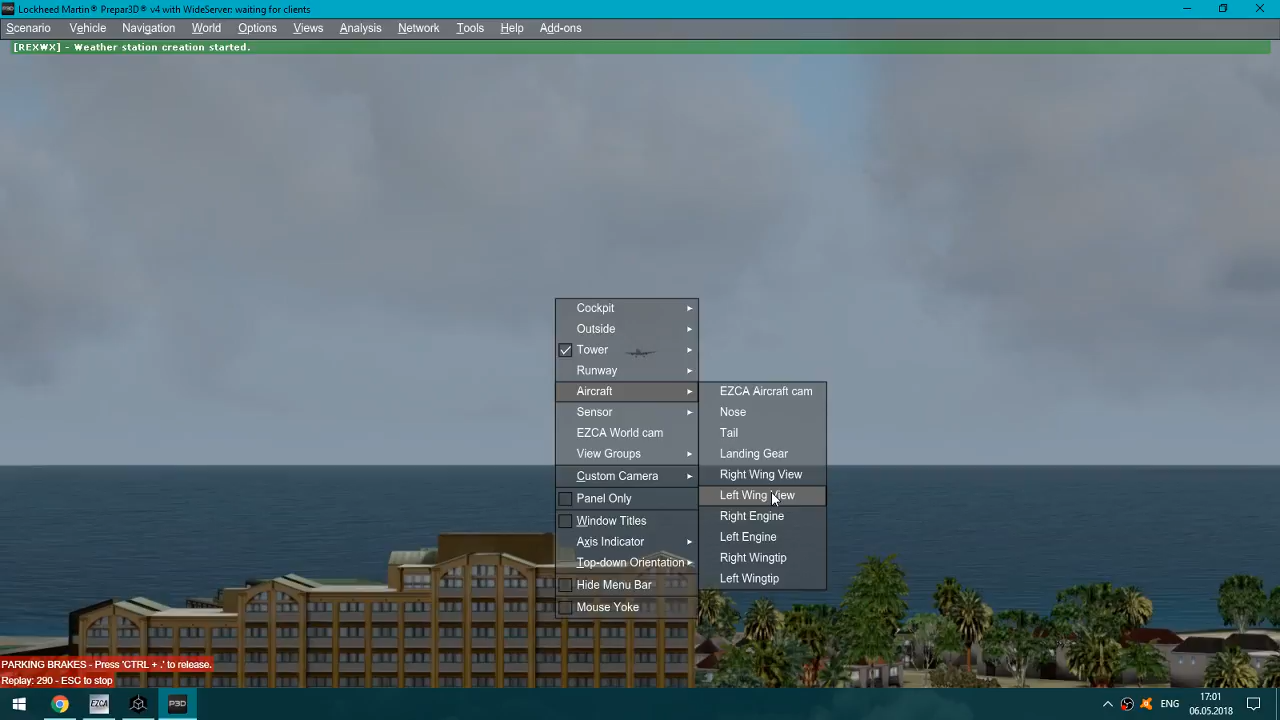 Lockheed Martin® Prepar3D® v4 with WideServer: waiting for clients
Scenario Vehicle Navigation World Options Views Analysis Network Tools Help Add-ons
[REXWX] - Weather station creation started.
Cockpit
Outside
Tower
Runway
Aircraft
Sensor
EZCA World cam
View Groups
Custom Camera
Panel Only
Window Titles
Axis Indicator
Top-down Orientation
Hide Menu Bar
Mouse Yoke
EZCA Aircraft cam
Nose
Tail
Landing Gear
Right Wing View
Left Wing View
Right Engine
Left Engine
Right Wingtip
Left Wingtip
PARKING BRAKES - Press 'CTRL + .' to release.
Replay: 290 - ESC to stop
EZCA
P3D
ENG
17:01
06.05.2018